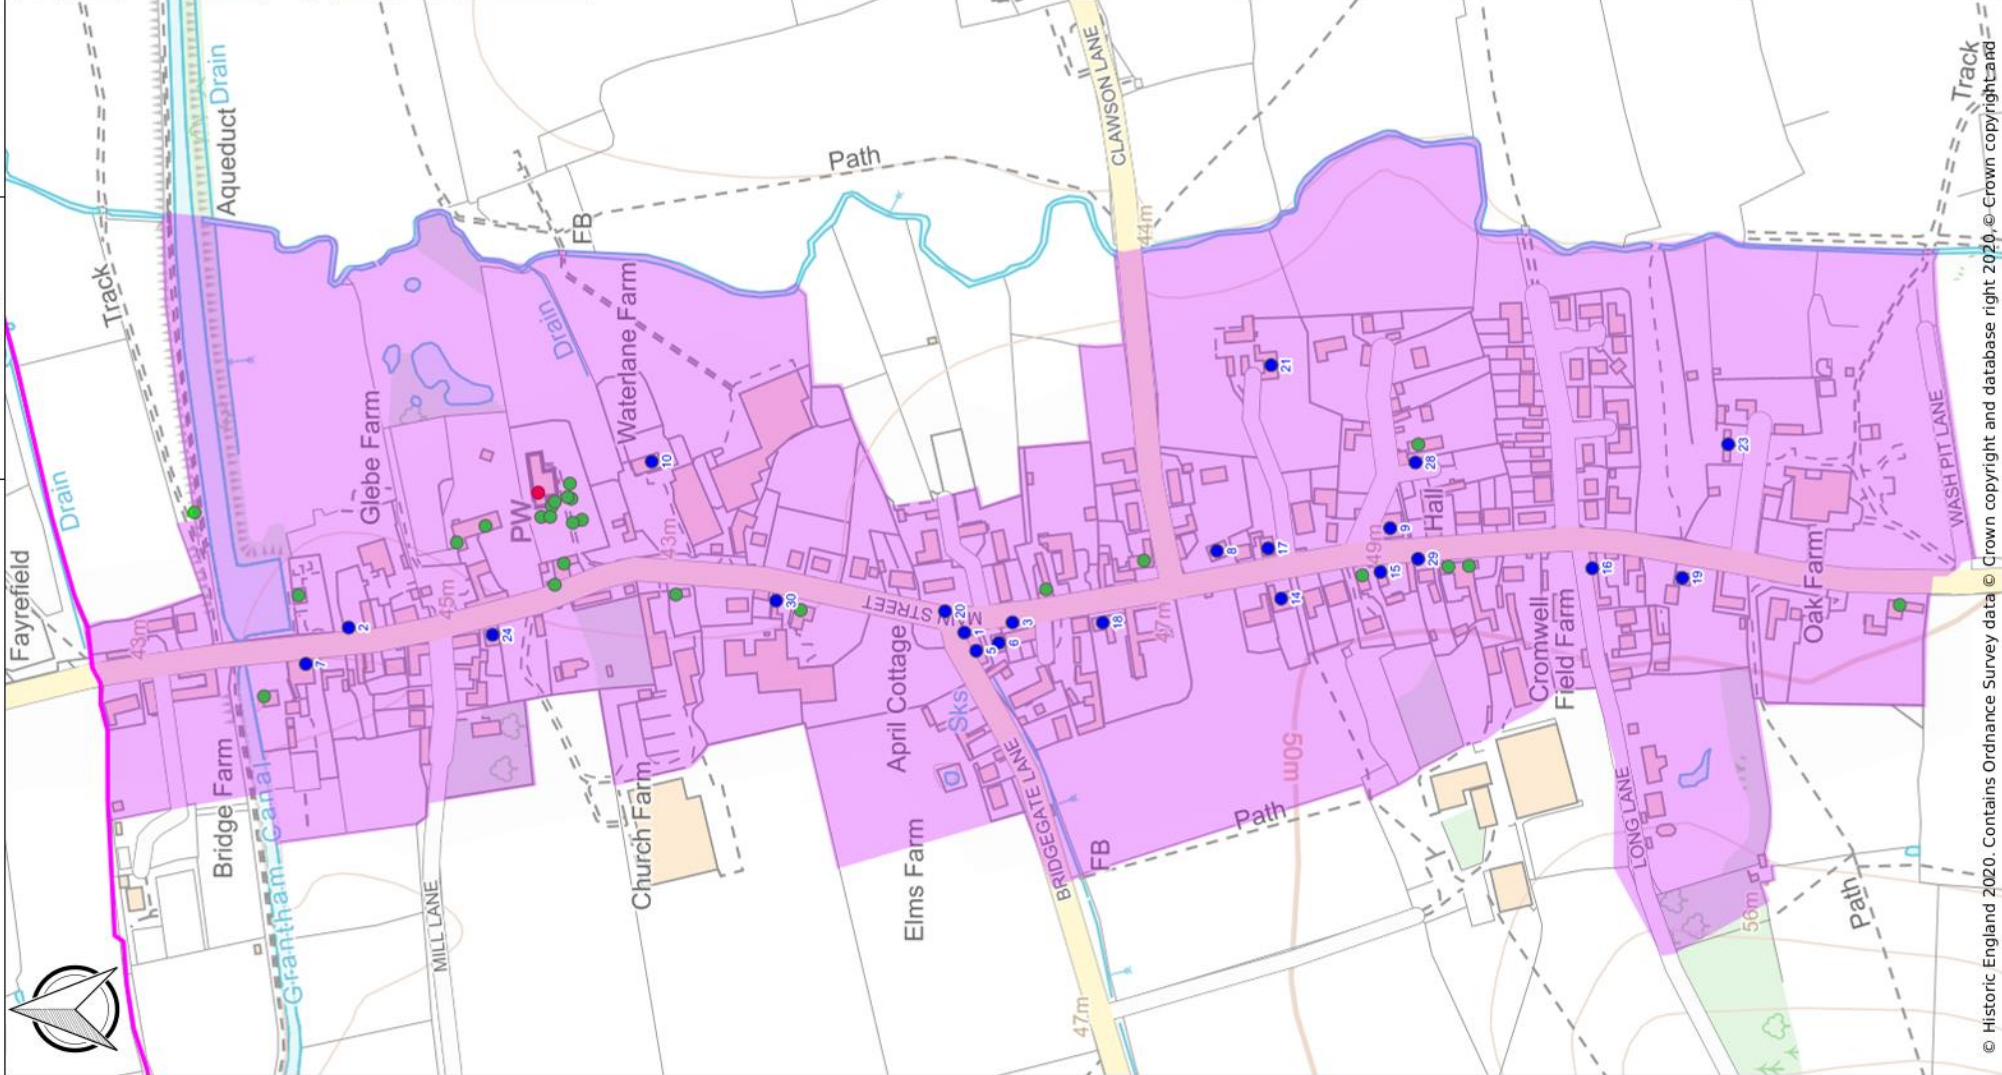 Fayrefield
Drain
Track
Track
Aqueduct
Drain
43m
Bridge Farm
Grantham Canal
7
2
Glebe Farm
45m
24
MILL LANE
PW
Drain
FB
Waterlane Farm
10
43m
Church Farm
30
MAIN STREET
Path
April Cottage
Elms Farm
Sks
20
1
5
6
3
18
BRIDGEGATE LANE
FB
47m
CLAWSON LANE
44m
47m
8
17
14
21
50m
Path
49m
15
9
29
28
Hall
Cromwell
Field Farm
16
19
LONG LANE
23
56m
Path
Oak Farm
WASH PIT LANE
Track
© Historic England 2020. Contains Ordnance Survey data © Crown copyright and database right 2020.© Crown copyright and